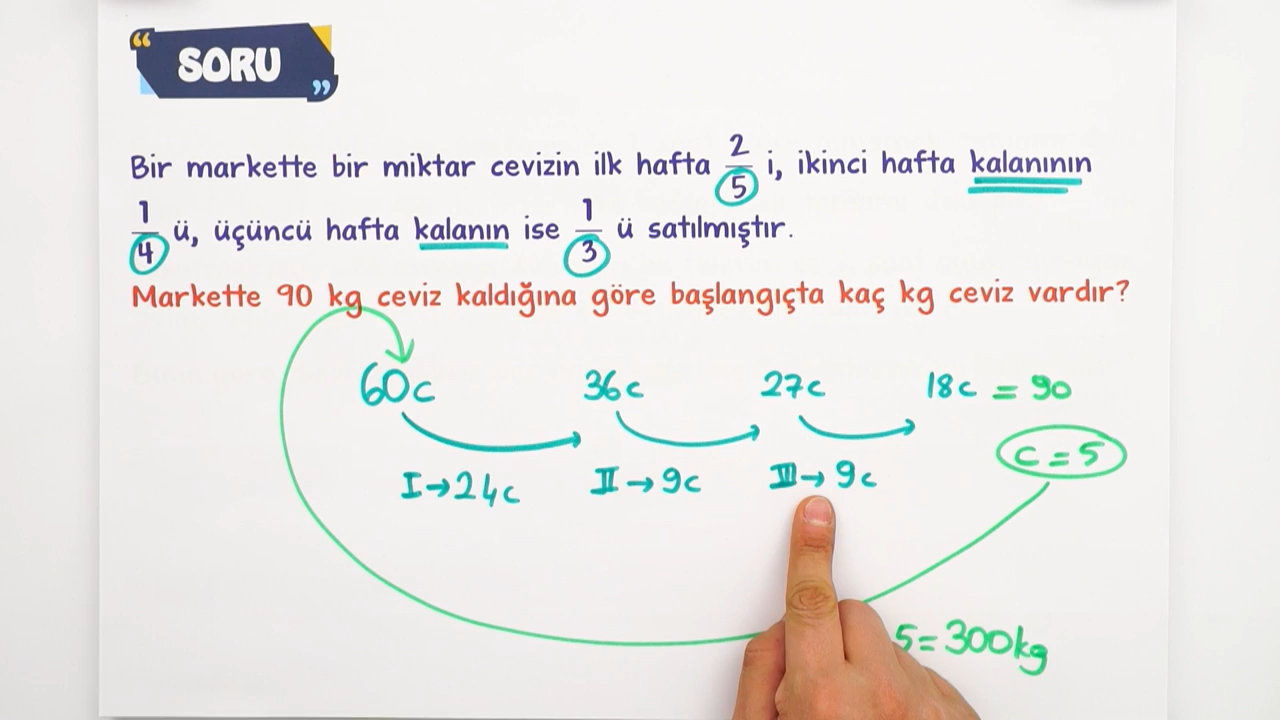 “ SORU ”
Bir markette bir miktar cevizin ilk hafta 2/5 i, ikinci hafta kalanının
1/4 ü, üçüncü hafta kalanın ise 1/3 ü satılmıştır.
Markette 90 kg ceviz kaldığına göre başlangıçta kaç kg ceviz vardır?
60c 36c 27c 18c = 90
I→24c II→9c III→9c c=5
5=300kg